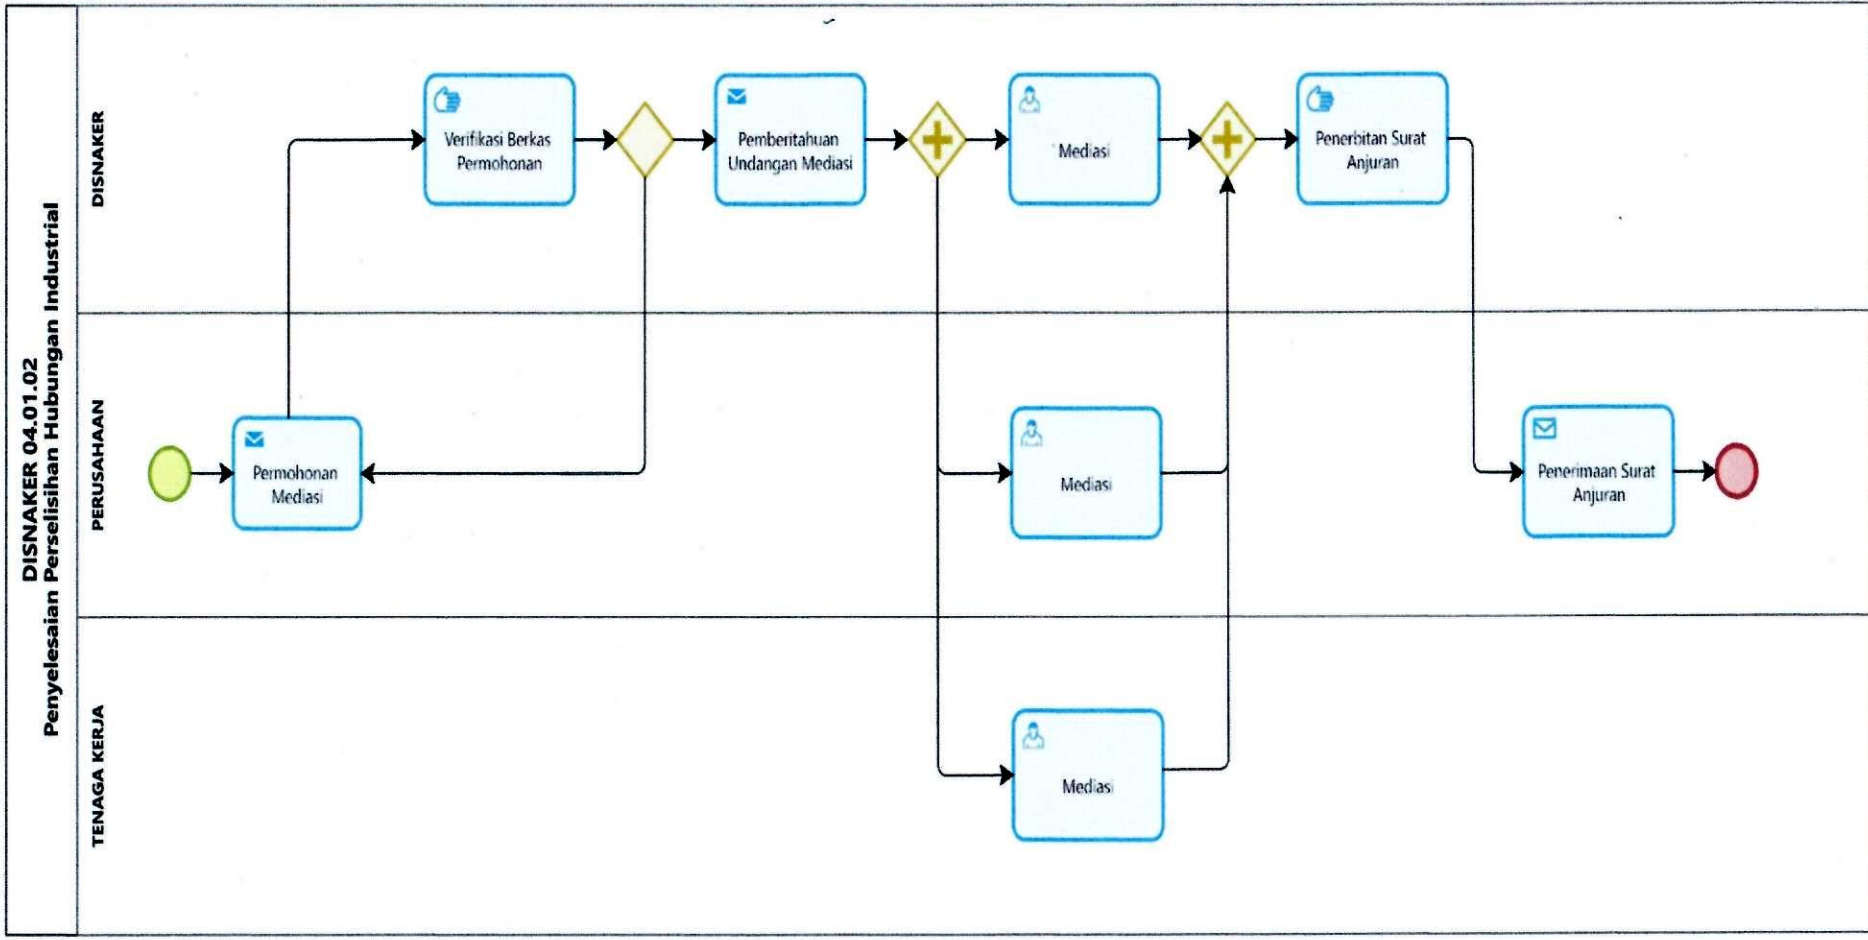 DISNAKER 04.01.02
Penyelesaian Perselisihan Hubungan Industrial
DISNAKER
Verifikasi Berkas
Permohonan
Pemberitahuan
Undangan Mediasi
Mediasi
Penerbitan Surat
Anjuran
PERUSAHAAN
Permohonan
Mediasi
Mediasi
Penerimaan Surat
Anjuran
TENAGA KERJA
Mediasi